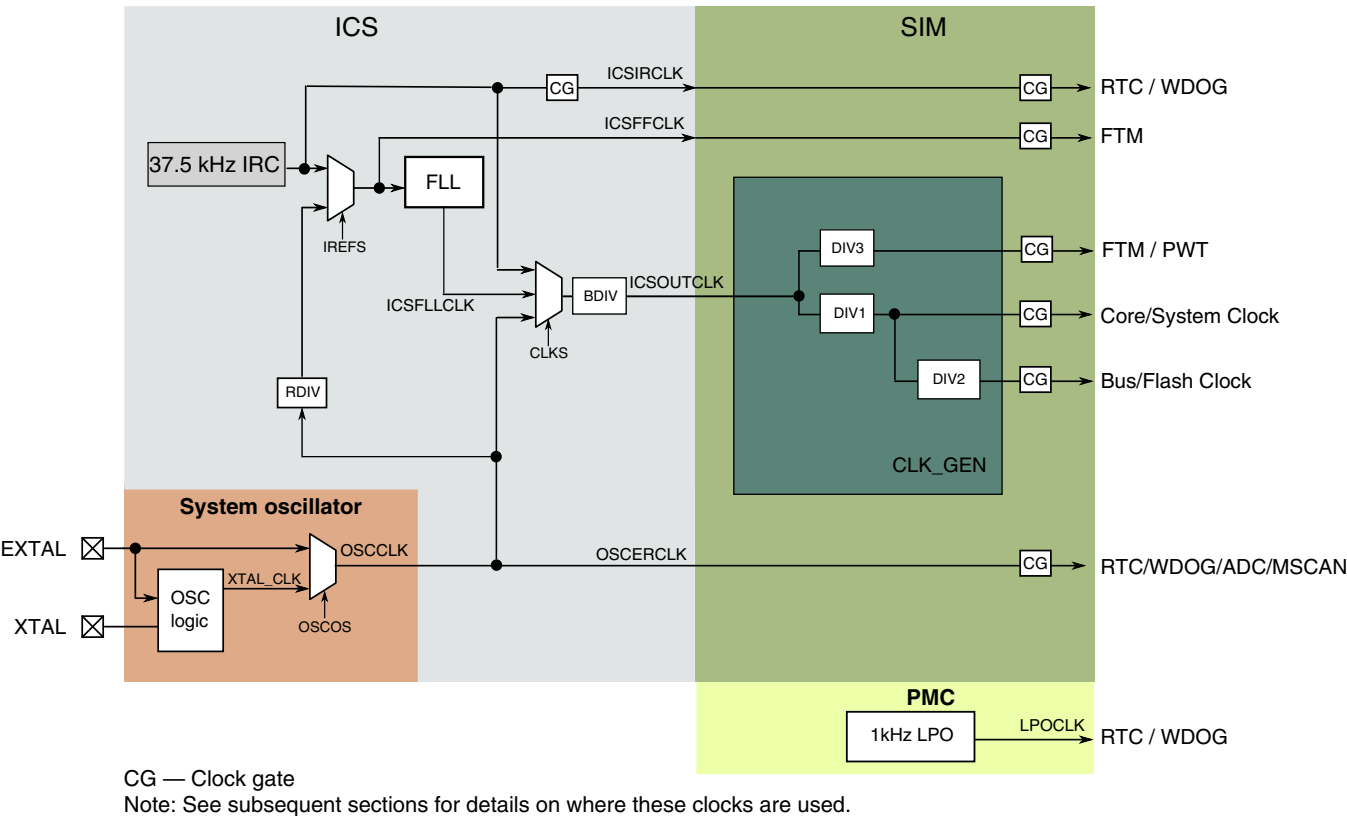 ICS
SIM
ICSIRCLK
CG
CG
RTC / WDOG
ICSFFCLK
CG
FTM
37.5 kHz IRC
FLL
IREFS
DIV3
CG
FTM / PWT
ICSFLLCLK
BDIV
ICSOUTCLK
DIV1
CG
Core/System Clock
CLKS
RDIV
DIV2
CG
Bus/Flash Clock
CLK_GEN
System oscillator
EXTAL
OSCCLK
OSCERCLK
CG
RTC/WDOG/ADC/MSCAN
XTAL_CLK
OSC
logic
XTAL
OSCOS
PMC
1kHz LPO
LPOCLK
RTC / WDOG
CG — Clock gate
Note: See subsequent sections for details on where these clocks are used.